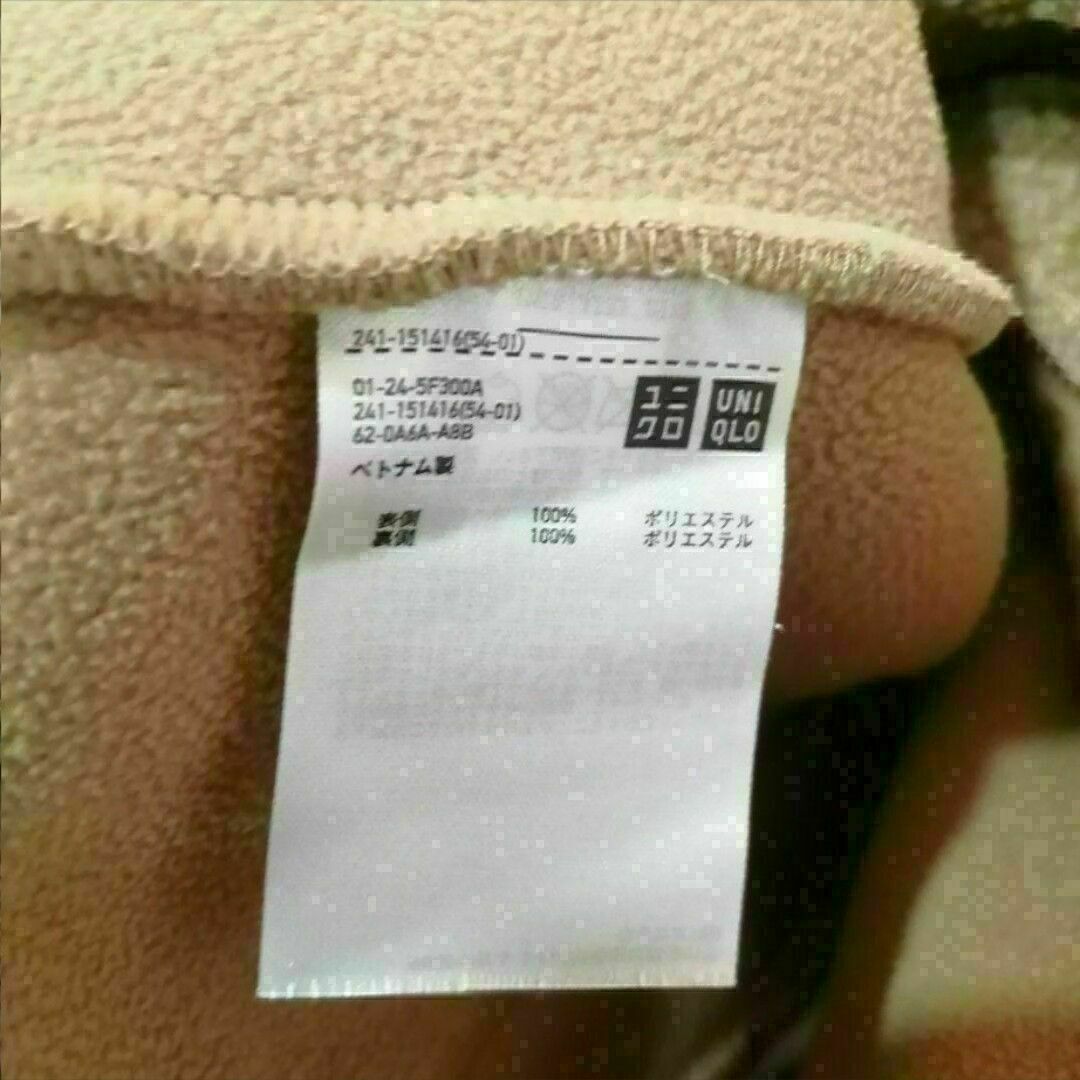 241-151416(54-01)
01-24-5F300A
241-151416(54-01)
62-0A6A-A8B
ユニクロ
UNIQLO
ベトナム製
表側 100% ポリエステル
裏側 100% ポリエステル